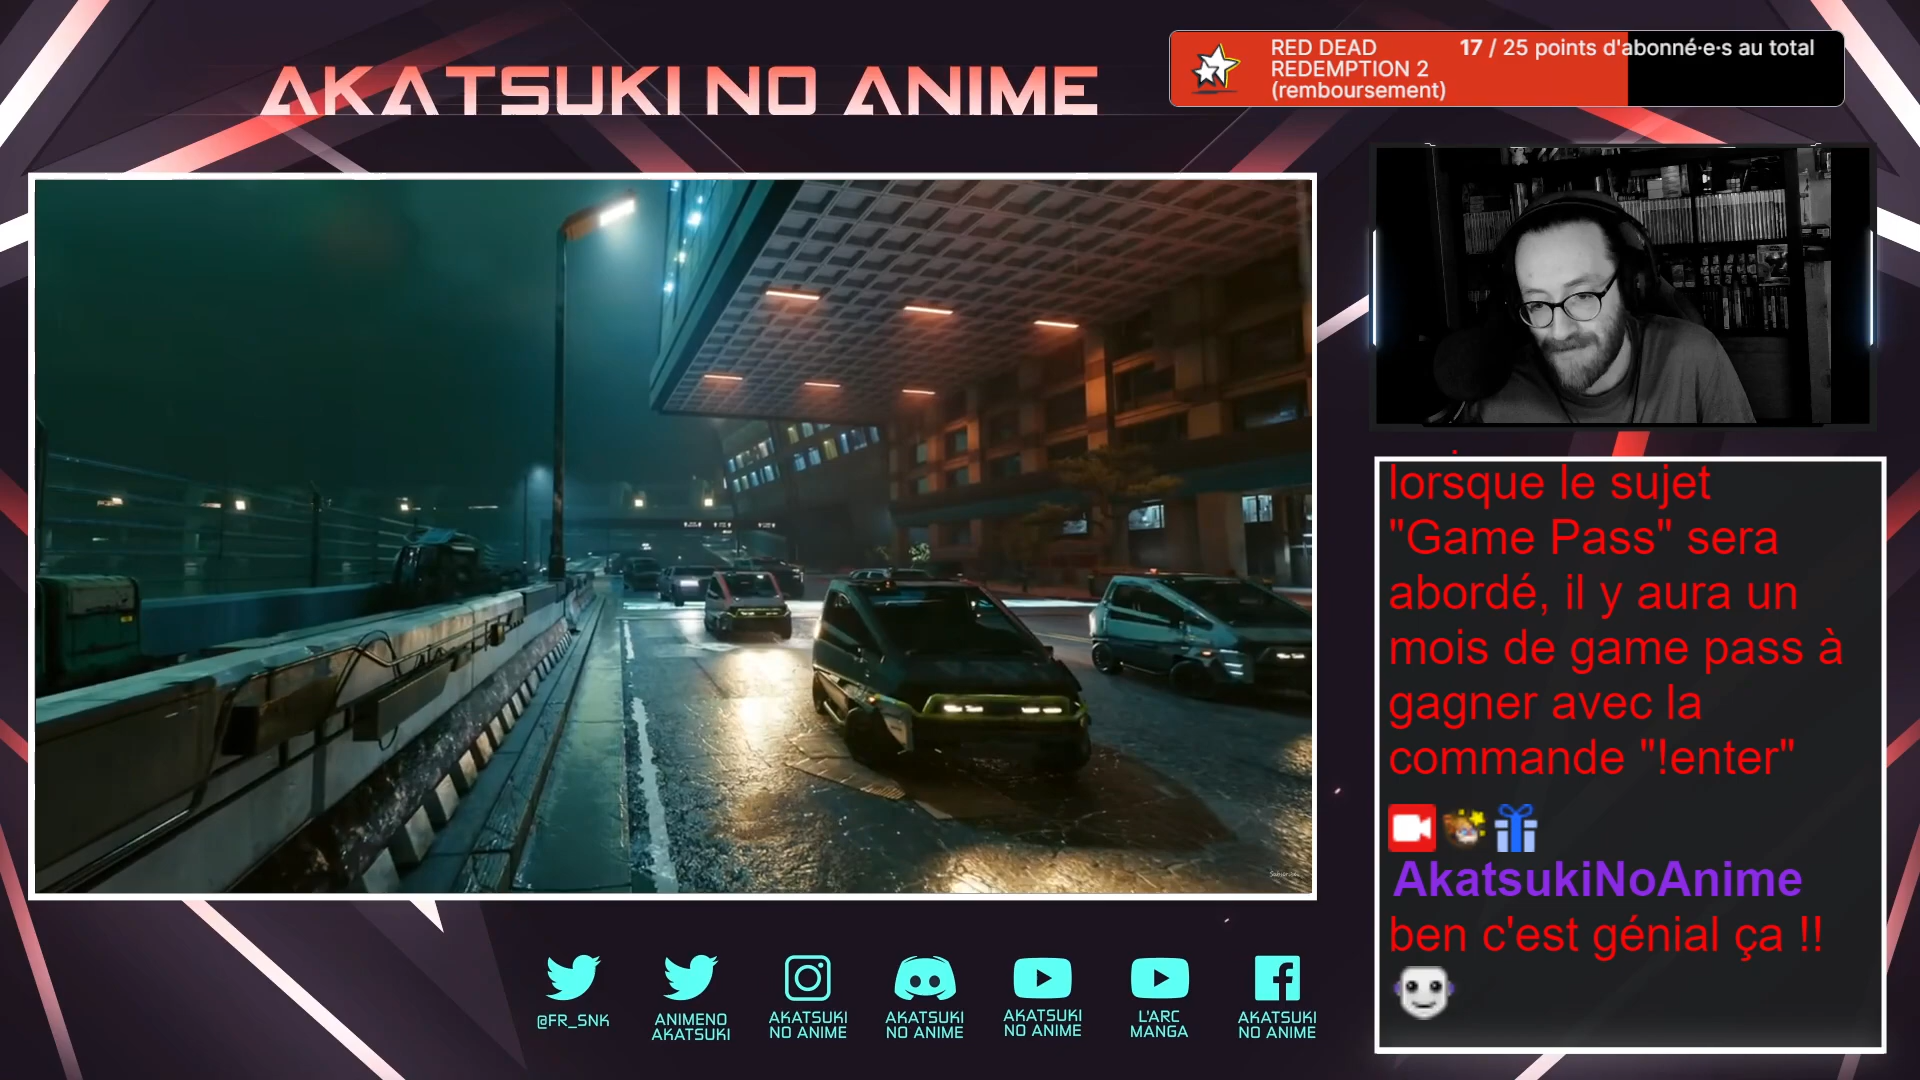 AKATSUKI NO ANIME
RED DEAD
REDEMPTION 2
(remboursement)
17 / 25 points d'abonné·e·s au total
lorsque le sujet
"Game Pass" sera
abordé, il y aura un
mois de game pass à
gagner avec la
commande "!enter"
AkatsukiNoAnime
ben c'est génial ça !!
@FR_SNK
ANIMENO
AKATSUKI
AKATSUKI
NO ANIME
AKATSUKI
NO ANIME
AKATSUKI
NO ANIME
L'ARC
MANGA
AKATSUKI
NO ANIME